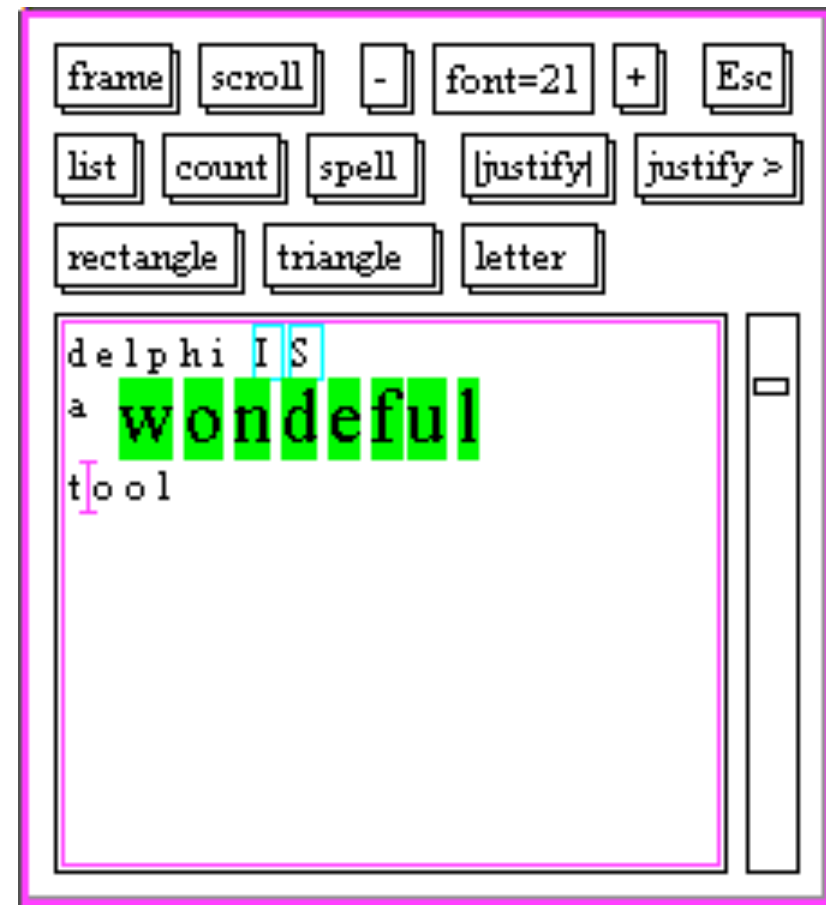 frame scroll - font=21 + Esc
list count spell |justify| justify >
rectangle triangle letter
delphi IS
a wondeful
tool